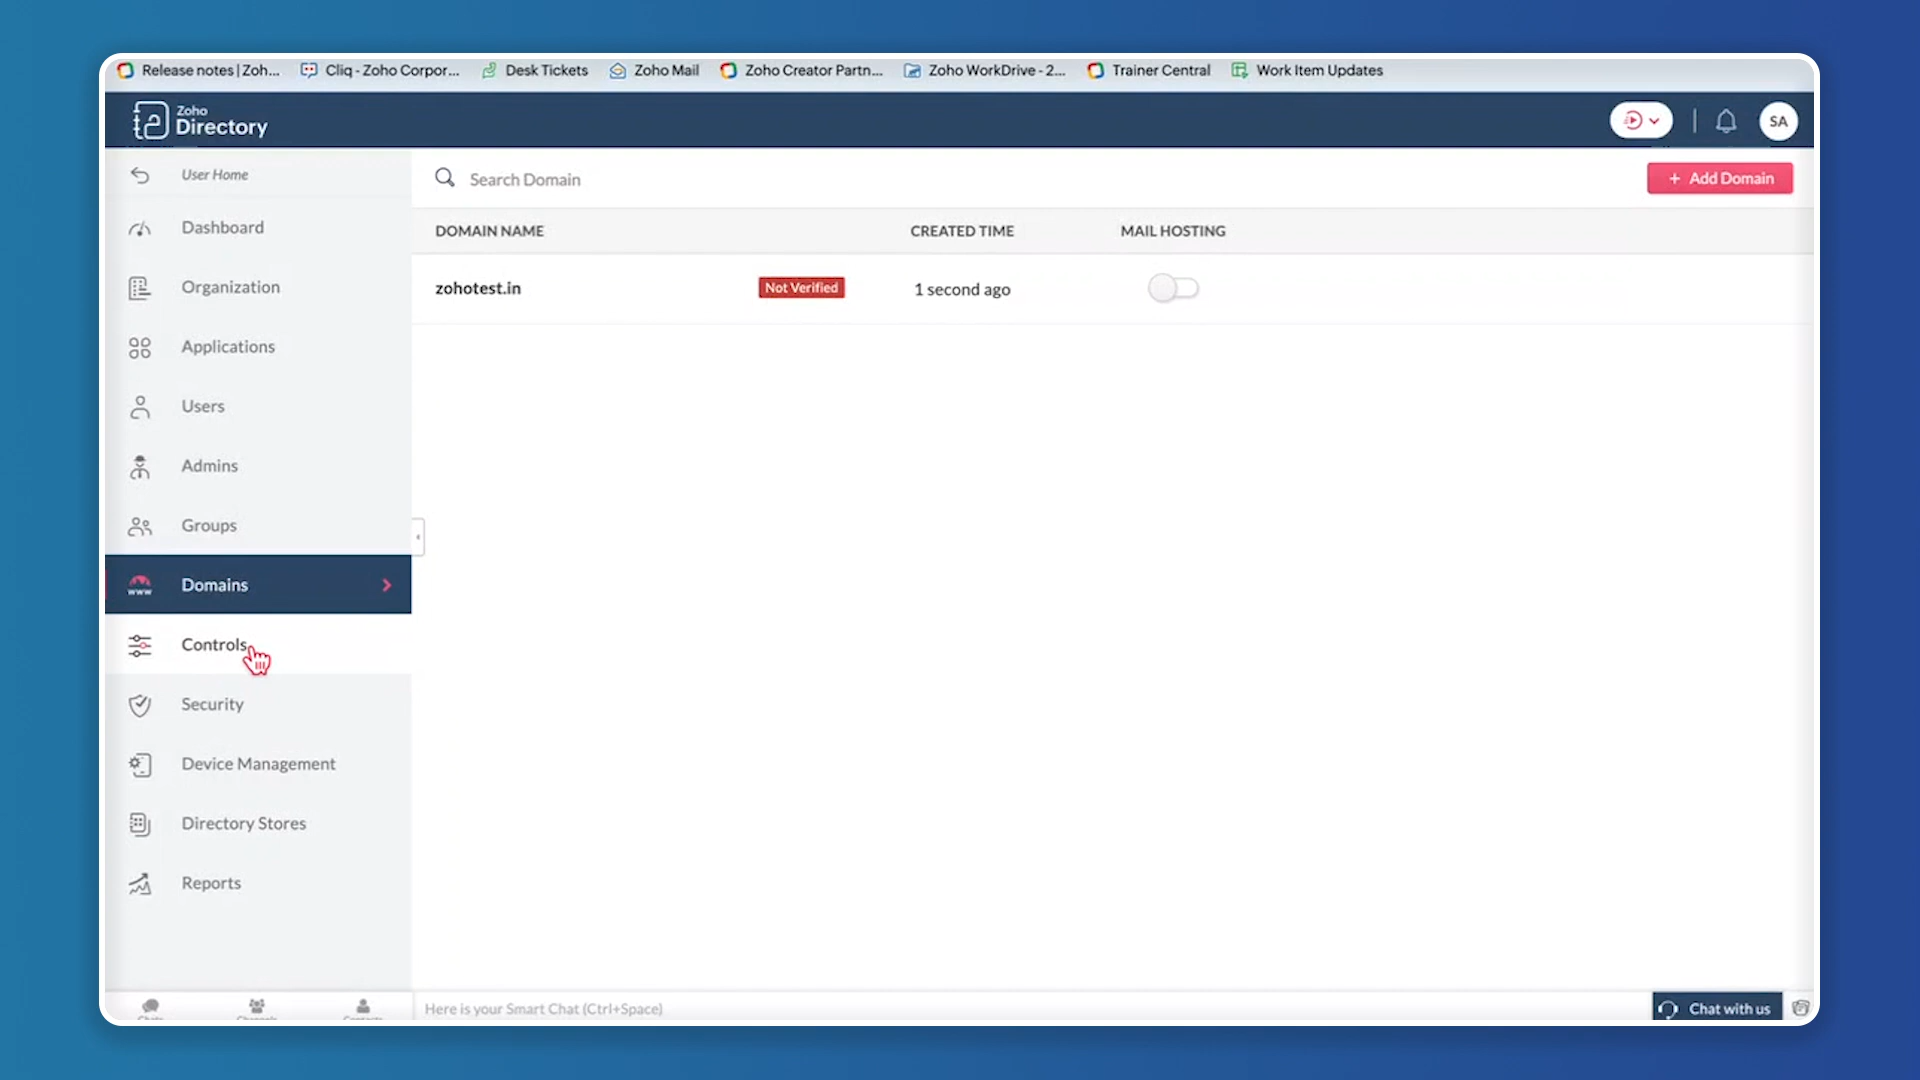 Release notes | Zoh... Cliq - Zoho Corpor... Desk Tickets Zoho Mail Zoho Creator Partn... Zoho WorkDrive - 2... Trainer Central Work Item Updates
Zoho
Directory
SA
User Home
Search Domain
+ Add Domain
Dashboard
DOMAIN NAME CREATED TIME MAIL HOSTING
Organization
zohotest.in Not Verified 1 second ago
Applications
Users
Admins
Groups
www Domains
Controls
Security
Device Management
Directory Stores
Reports
Here is your Smart Chat (Ctrl+Space)
Chat with us